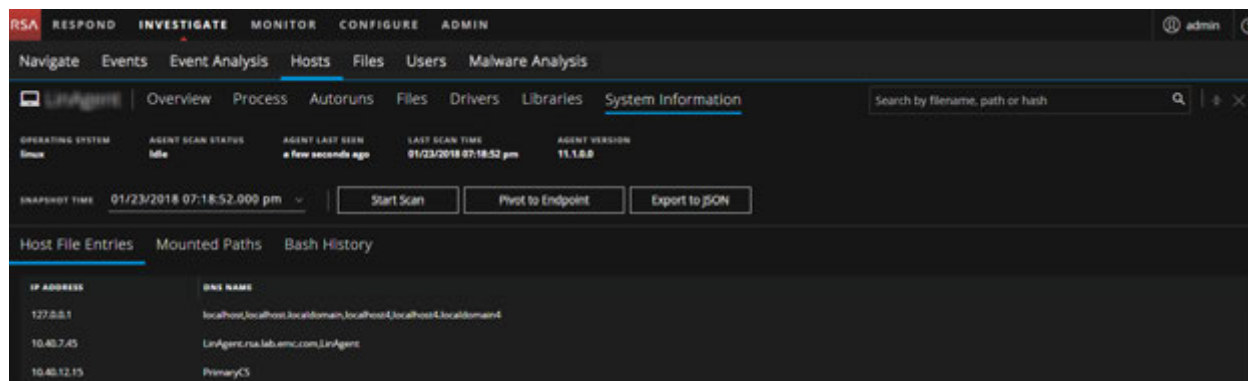 RSA RESPOND INVESTIGATE MONITOR CONFIGURE ADMIN admin
Navigate Events Event Analysis Hosts Files Users Malware Analysis
Overview Process Autoruns Files Drivers Libraries System Information Search by filename, path or hash
OPERATING SYSTEM AGENT SCAN STATUS AGENT LAST SEEN LAST SCAN TIME AGENT VERSION
linux Idle a few seconds ago 01/23/2018 07:18:52 pm 11.1.0.0
SNAPSHOT TIME 01/23/2018 07:18:52.000 pm Start Scan Pivot to Endpoint Export to JSON
Host File Entries Mounted Paths Bash History
IP ADDRESS DNS NAME
127.0.0.1 localhost,localhost.localdomain,localhost4,localhost4.localdomain4
10.40.7.45 LinAgent.rsa.lab.emc.com,LinAgent
10.40.12.15 PrimaryCS